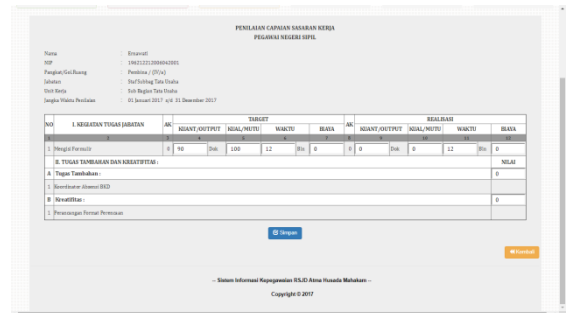 PENILAIAN CAPAIAN SASARAN KERJA
PEGAWAI NEGERI SIPIL
Nama : Ernawati
NIP :
Pangkat/Gol.Ruang : Pembina / (IV/a)
Jabatan : Staf Subbag Tata Usaha
Unit Kerja : Sub Bagian Tata Usaha
Jangka Waktu Penilaian : 01 Januari 2017 s/d 31 Desember 2017
NO I. KEGIATAN TUGAS JABATAN AK TARGET AK REALISASI
KUANT/OUTPUT KUAL/MUTU WAKTU BIAYA KUANT/OUTPUT KUAL/MUTU WAKTU BIAYA
1 2 3 4 5 6 7 8 9 10 11 12
1 Mengisi Formulir 0 90 Dok 100 12 Bln 0 0 0 Dok 0 12 Bln 0
II. TUGAS TAMBAHAN DAN KREATIFITAS : NILAI
A Tugas Tambahan : 0
1 Koordinator Absensi BKD
B Kreatifitas : 0
1 Perancangan Format
Simpan
Kembali
-- Sistem Informasi Kepegawaian RSJD Atma Husada Mahakam --
Copyright © 2017